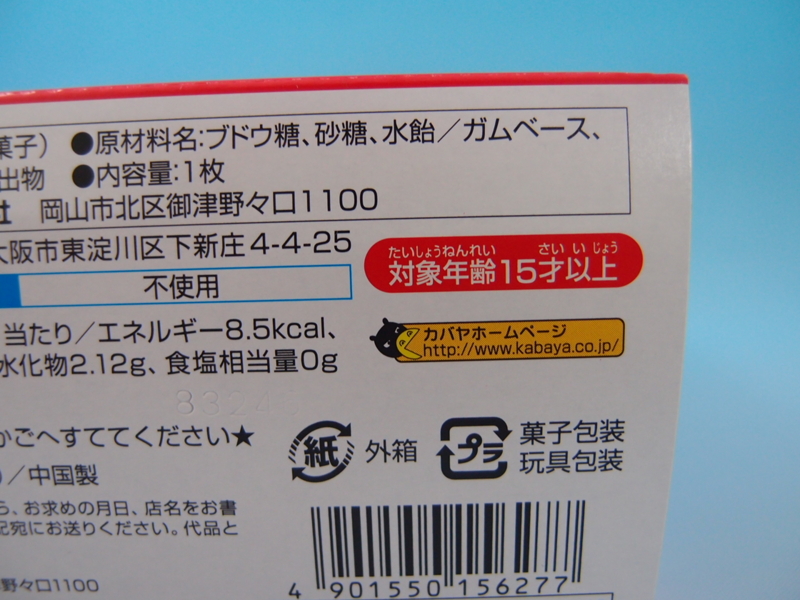 菓子) ●原材料名:ブドウ糖、砂糖、水飴/ガムベース、
出物 ●内容量:1枚
社 岡山市北区御津野々口1100
大阪市東淀川区下新庄4-4-25
たいしょうねんれい さいいじょう
対象年齢15才以上
不使用
当たり/エネルギー8.5kcal、
水化物2.12g、食塩相当量0g
カバヤホームページ
http://www.kabaya.co.jp/
かごへすててください★
紙 外箱
プラ 菓子包装
玩具包装
)/中国製
ら、お求めの月日、店名をお書
記宛にお送りください。代品と
野々口1100
4 901550 156277